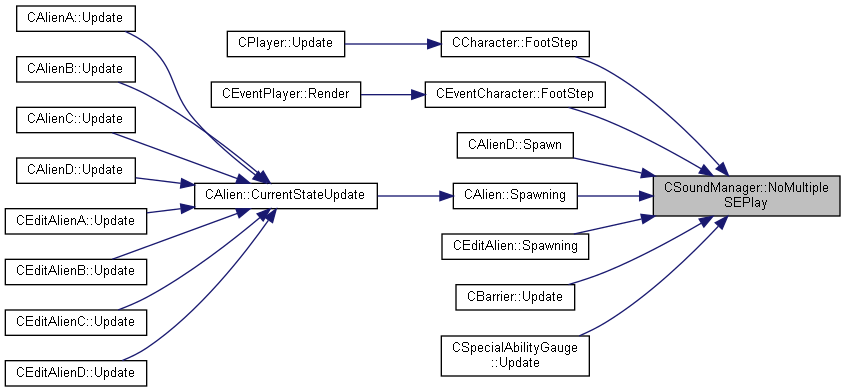 CAlienA::Update
CAlienB::Update
CAlienC::Update
CAlienD::Update
CEditAlienA::Update
CEditAlienB::Update
CEditAlienC::Update
CEditAlienD::Update
CPlayer::Update
CEventPlayer::Render
CAlien::CurrentStateUpdate
CCharacter::FootStep
CEventCharacter::FootStep
CAlienD::Spawn
CAlien::Spawning
CEditAlien::Spawning
CBarrier::Update
CSpecialAbilityGauge
::Update
CSoundManager::NoMultiple
SEPlay